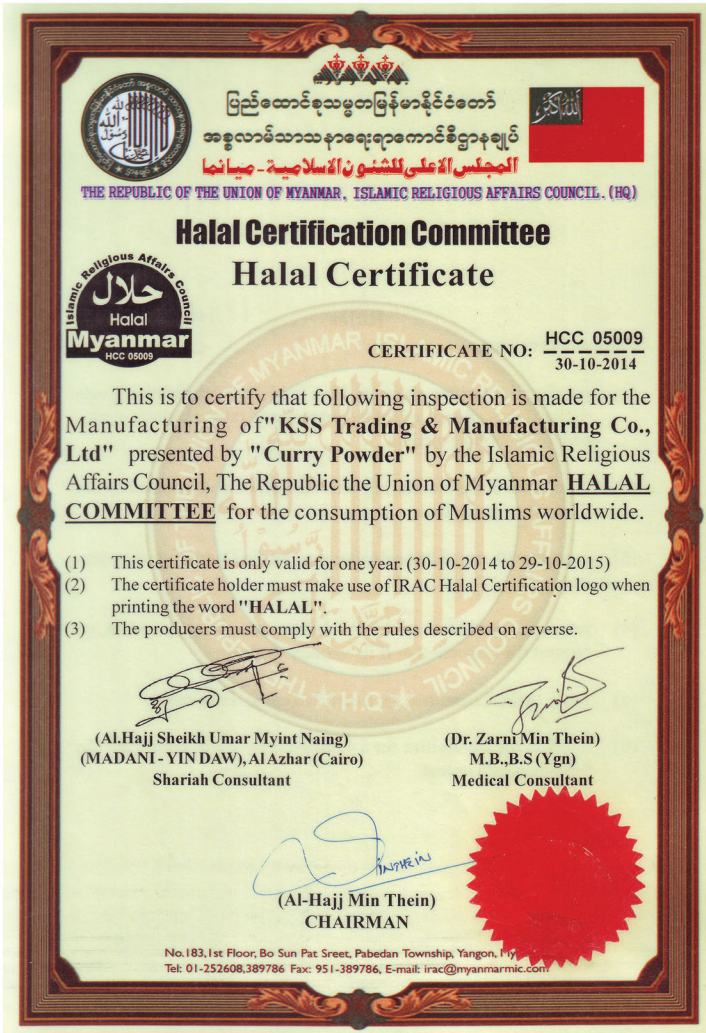 ပြည်ထောင်စုသမ္မတမြန်မာနိုင်ငံတော်
အစ္စလာမ်သာသနာရေးရာကောင်စီဌာနချုပ်
المجلس الاعلى للشئون الاسلامية - ميانما
THE REPUBLIC OF THE UNION OF MYANMAR, ISLAMIC RELIGIOUS AFFAIRS COUNCIL. (HQ)
Halal Certification Committee
Halal Certificate
Islamic Religious Affairs Council
حلال
Halal
Myanmar
HCC 05009
CERTIFICATE NO: HCC 05009
30-10-2014
This is to certify that following inspection is made for the
Manufacturing of "KSS Trading & Manufacturing Co.,
Ltd" presented by "Curry Powder" by the Islamic Religious
Affairs Council, The Republic the Union of Myanmar HALAL
COMMITTEE for the consumption of Muslims worldwide.
(1) This certificate is only valid for one year. (30-10-2014 to 29-10-2015)
(2) The certificate holder must make use of IRAC Halal Certification logo when
printing the word "HALAL".
(3) The producers must comply with the rules described on reverse.
(Al.Hajj Sheikh Umar Myint Naing)
(MADANI - YIN DAW), Al Azhar (Cairo)
Shariah Consultant
(Dr. Zarni Min Thein)
M.B.,B.S (Ygn)
Medical Consultant
(Al-Hajj Min Thein)
CHAIRMAN
No.183,1st Floor, Bo Sun Pat Sreet, Pabedan Township, Yangon,
Tel: 01-252608,389786 Fax: 951-389786, E-mail: irac@myanmarmic.com